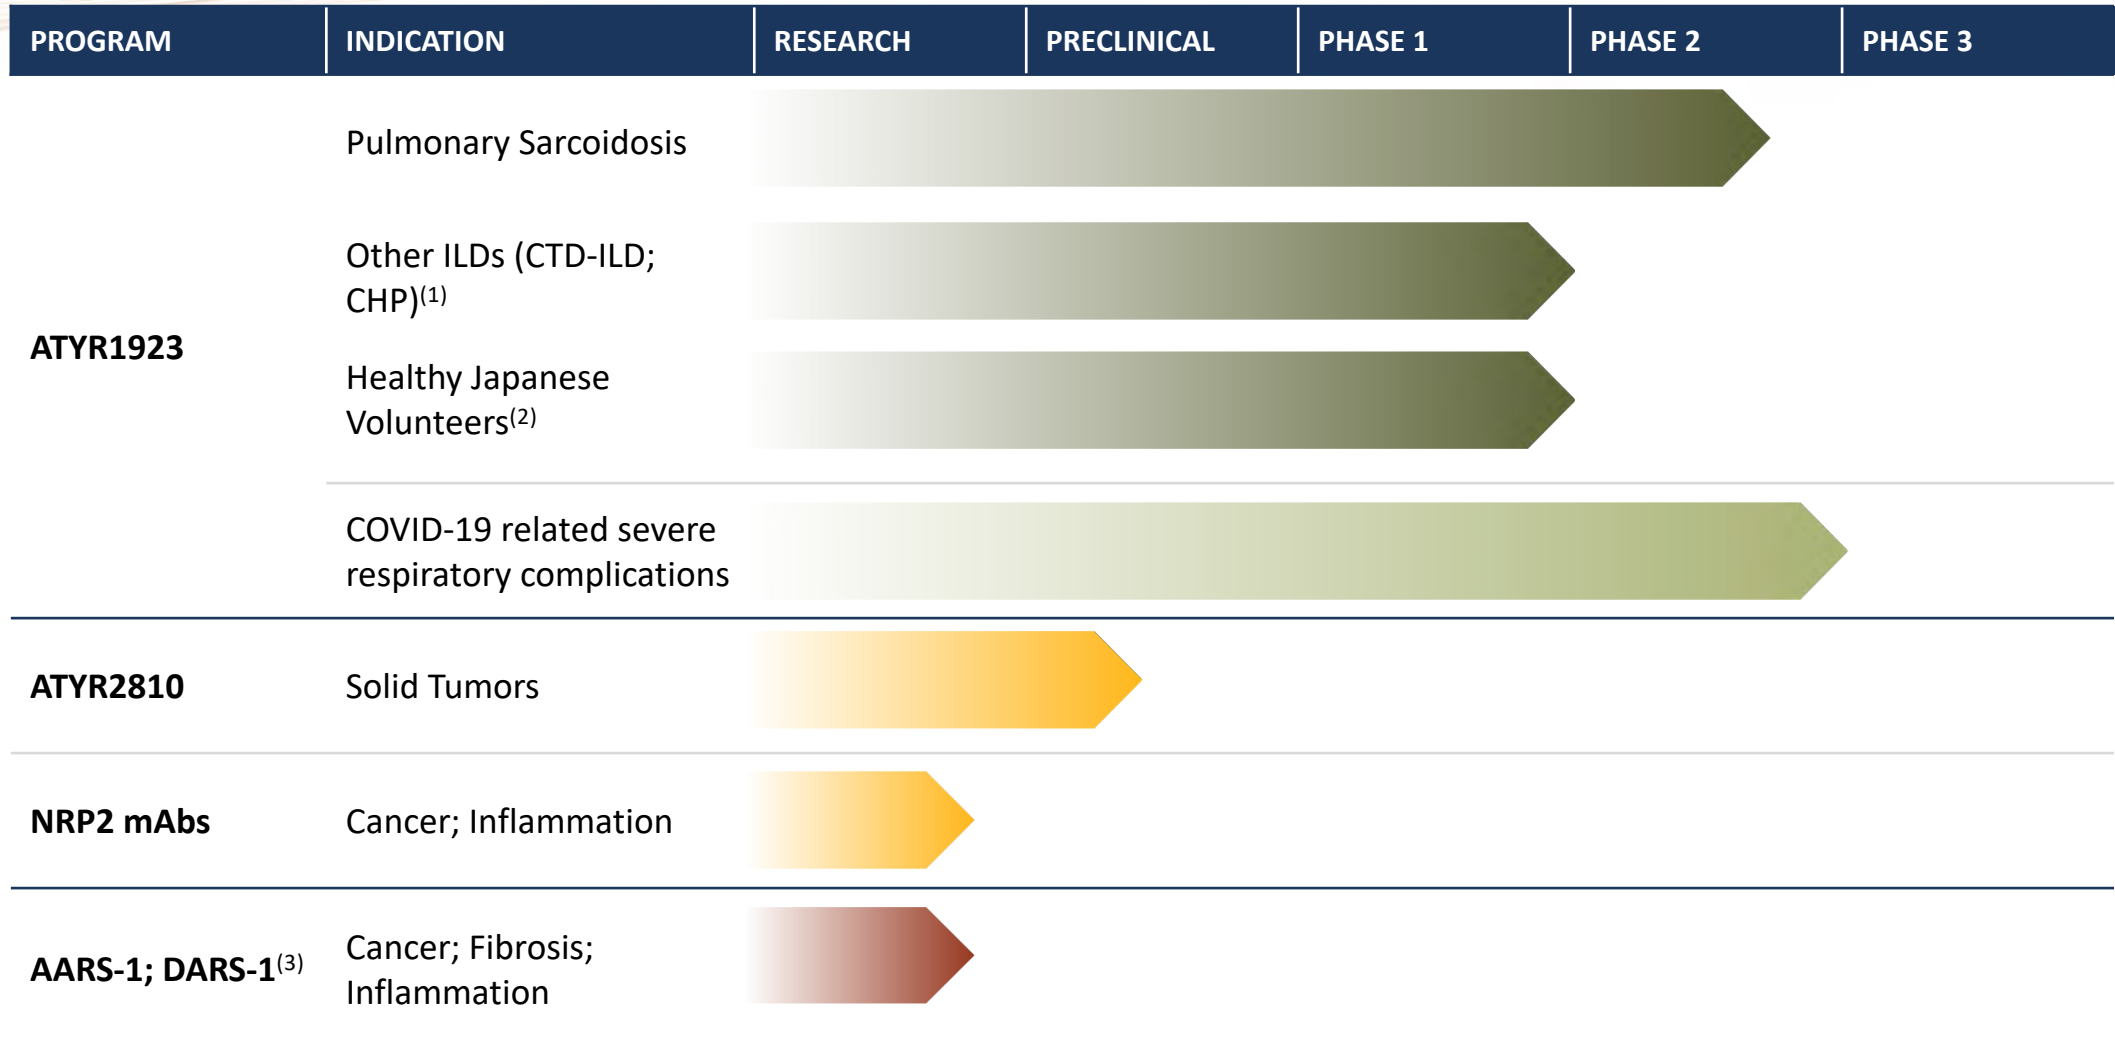 PROGRAM INDICATION RESEARCH PRECLINICAL PHASE 1 PHASE 2 PHASE 3
Pulmonary Sarcoidosis
Other ILDs (CTD-ILD;
CHP)(1)
ATYR1923
Healthy Japanese
Volunteers(2)
COVID-19 related severe
respiratory complications
ATYR2810 Solid Tumors
NRP2 mAbs Cancer; Inflammation
AARS-1; DARS-1(3)
Cancer; Fibrosis;
Inflammation